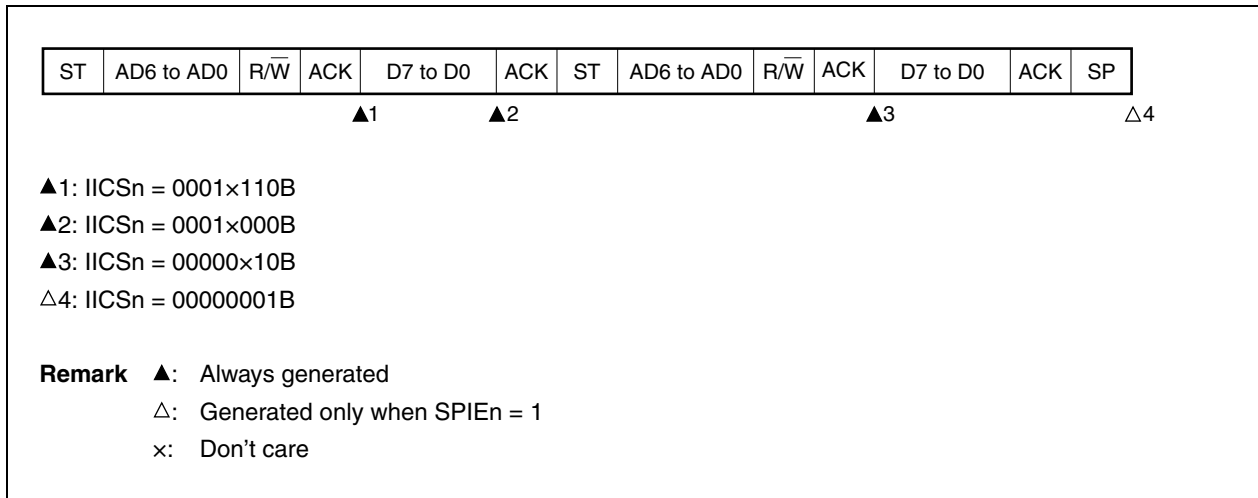 ST AD6 to AD0 R/W̅ ACK D7 to D0 ACK ST AD6 to AD0 R/W̅ ACK D7 to D0 ACK SP
▲1 ▲2 ▲3 △4
▲1: IICSn = 0001×110B
▲2: IICSn = 0001×000B
▲3: IICSn = 00000×10B
△4: IICSn = 00000001B
Remark ▲: Always generated
△: Generated only when SPIEn = 1
×: Don't care